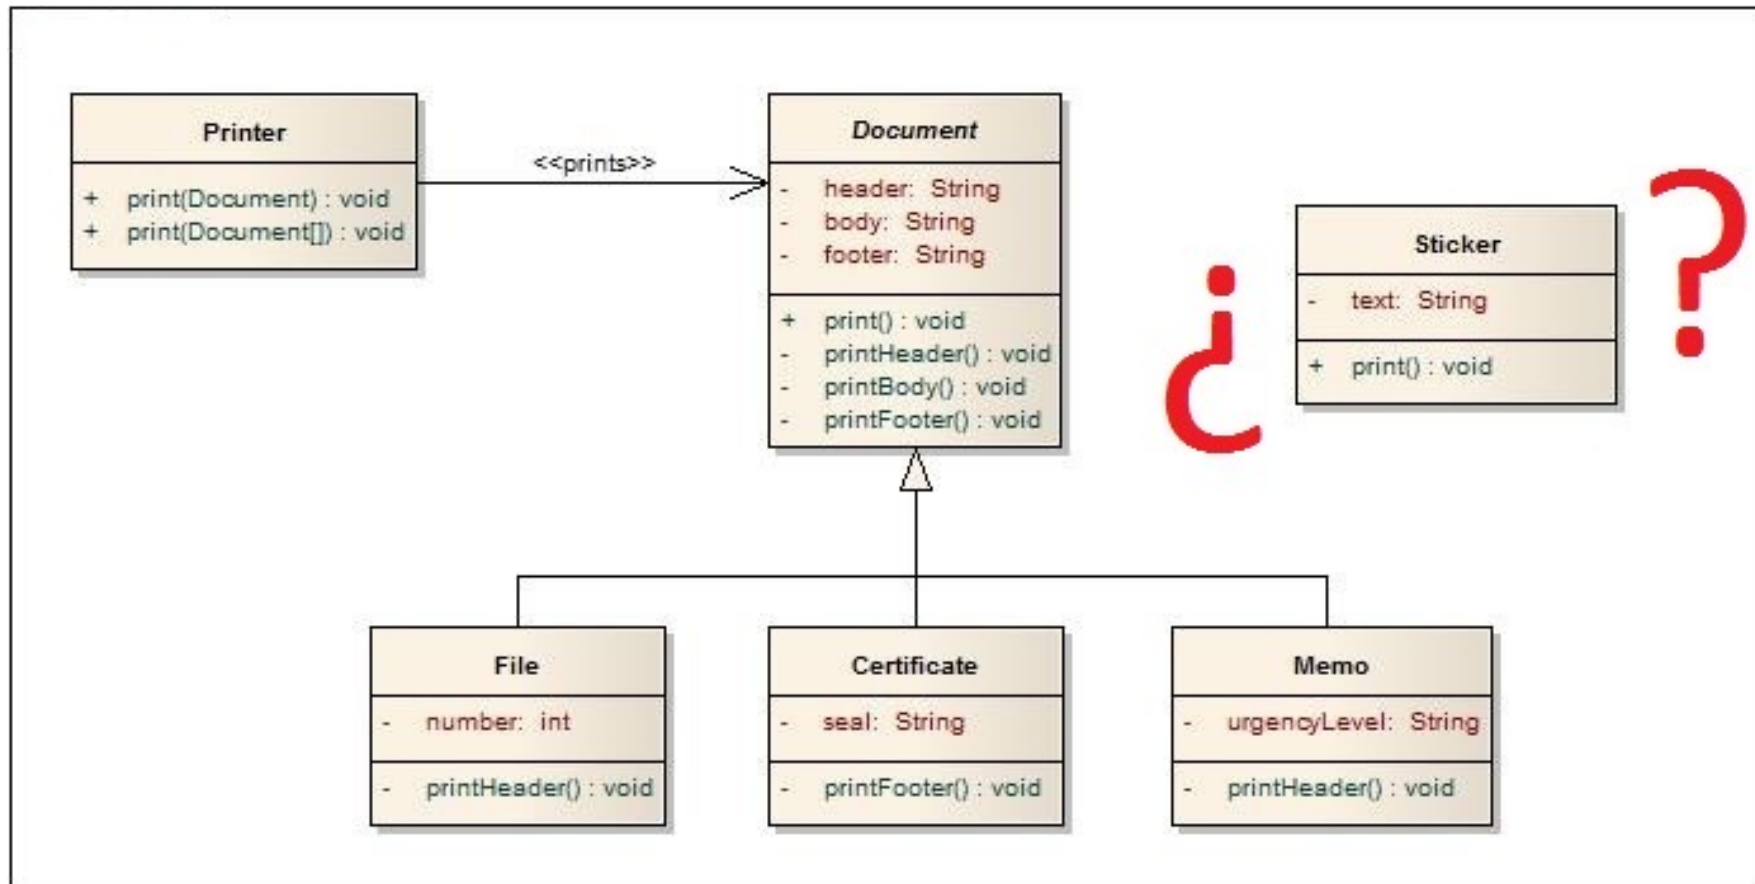 Printer
+ print(Document) : void
+ print(Document[]) : void
<<prints>>
Document
- header: String
- body: String
- footer: String
+ print() : void
- printHeader() : void
- printBody() : void
- printFooter() : void
¿
Sticker
- text: String
+ print() : void
?
File
- number: int
- printHeader() : void
Certificate
- seal: String
- printFooter() : void
Memo
- urgencyLevel: String
- printHeader() : void